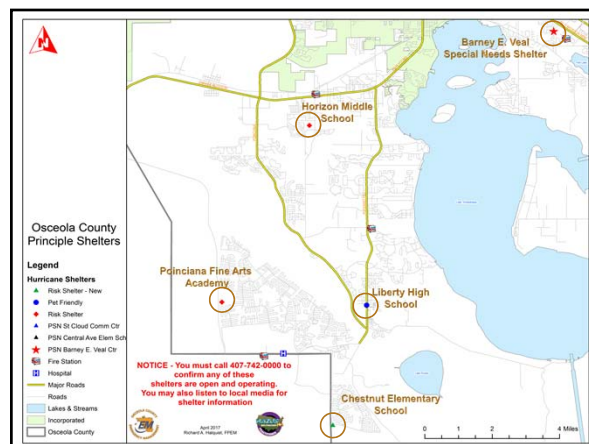 N
Barney E. Veal
Special Needs Shelter
Horizon Middle
School
Osceola County
Principle Shelters
Poinciana Fine Arts
Academy
Liberty High
School
Legend
Hurricane Shelters
Risk Shelter - New
Pet Friendly
Risk Shelter
PSN St Cloud Comm Ctr
PSN Central Ave Elem Sch
PSN Barney E. Veal Ctr
Fire Station
H Hospital
Major Roads
Roads
Lakes & Streams
Incorporated
Osceola County
NOTICE - You must call 407-742-0000 to
confirm any of these
shelters are open and operating.
You may also listen to local media for
shelter information
Chestnut Elementary
School
April 2017
Richard A. Halquist, FPEM
EM
0 2 4 Miles